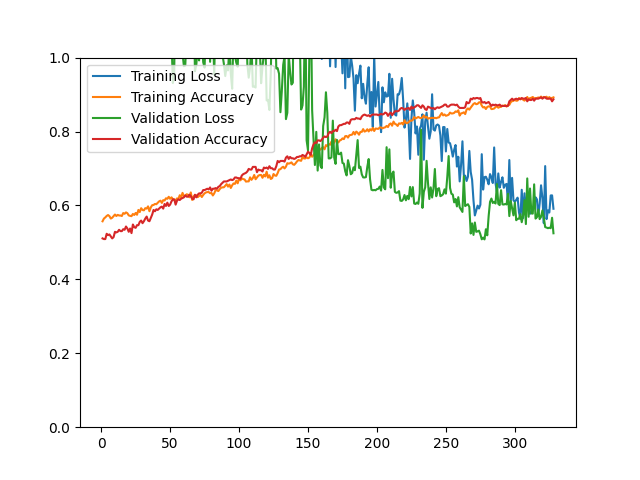 1.0
0.8
0.6
0.4
0.2
0.0
Training Loss
Training Accuracy
Validation Loss
Validation Accuracy
0 50 100 150 200 250 300